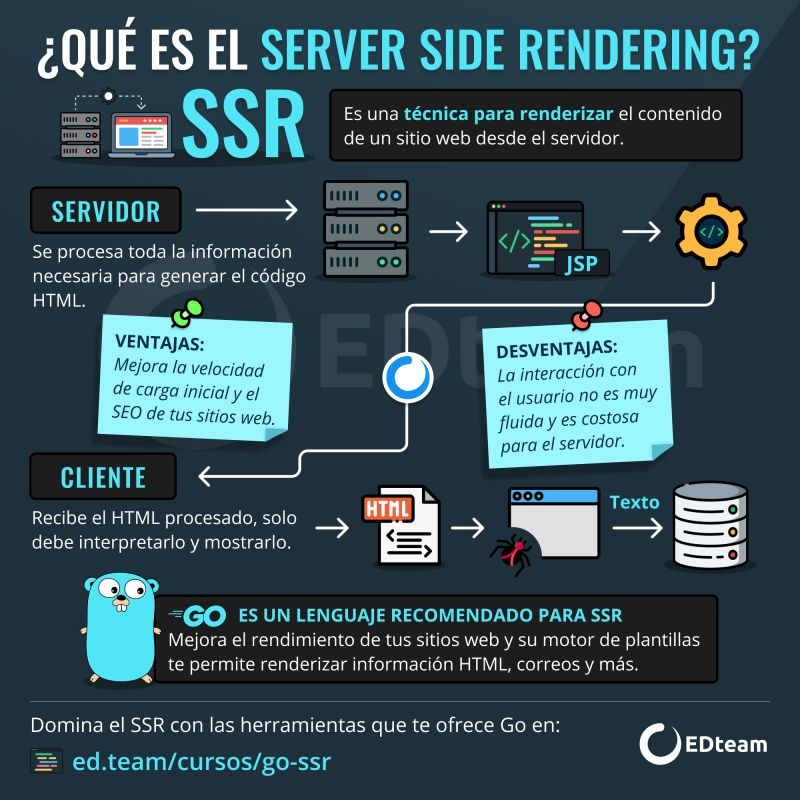 ¿QUÉ ES EL SERVER SIDE RENDERING?
SSR
Es una técnica para renderizar el contenido
de un sitio web desde el servidor.
SERVIDOR
Se procesa toda la información
necesaria para generar el código
HTML.
</>
JSP
</>
EDteam
VENTAJAS:
Mejora la velocidad
de carga inicial y el
SEO de tus sitios web.
DESVENTAJAS:
La interacción con
el usuario no es muy
fluida y es costosa
para el servidor.
CLIENTE
Recibe el HTML procesado, solo
debe interpretarlo y mostrarlo.
HTML
Texto
GO ES UN LENGUAJE RECOMENDADO PARA SSR
Mejora el rendimiento de tus sitios web y su motor de plantillas
te permite renderizar información HTML, correos y más.
Domina el SSR con las herramientas que te ofrece Go en:
ed.team/cursos/go-ssr
EDteam